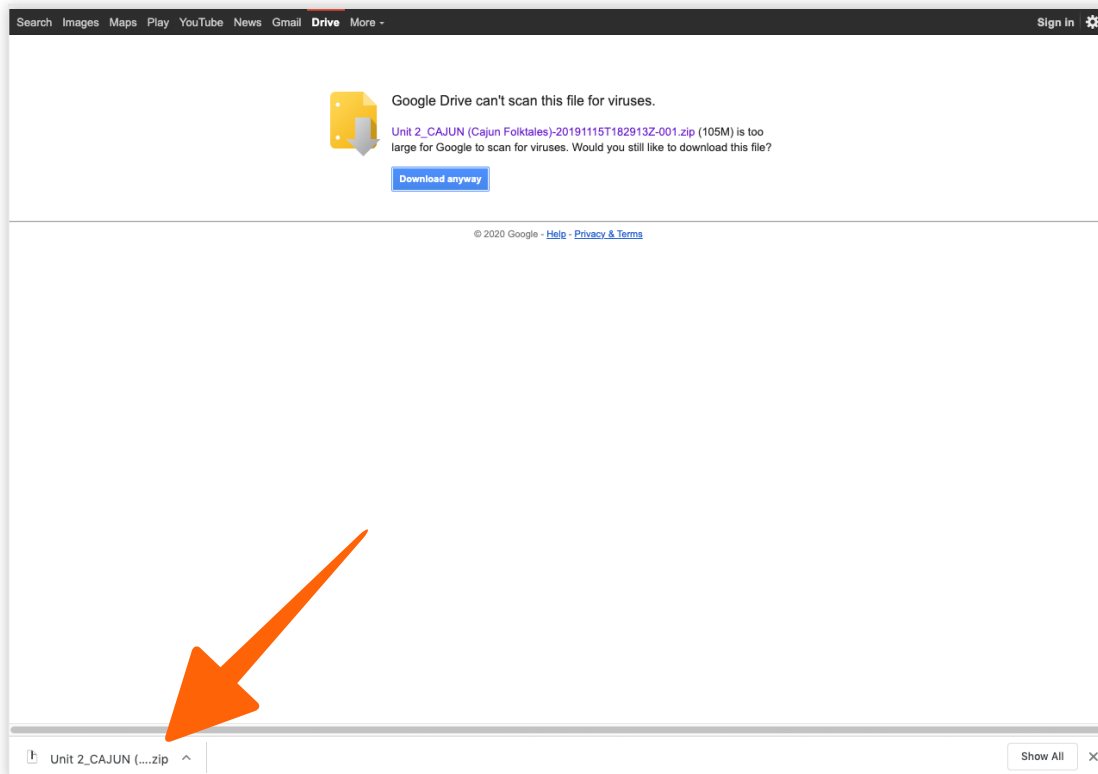 Search Images Maps Play YouTube News Gmail Drive More Sign in
Google Drive can't scan this file for viruses.
Unit 2_CAJUN (Cajun Folktales)-20191115T182913Z-001.zip (105M) is too
large for Google to scan for viruses. Would you still like to download this file?
Download anyway
© 2020 Google - Help - Privacy & Terms
Unit 2_CAJUN (....zip
Show All